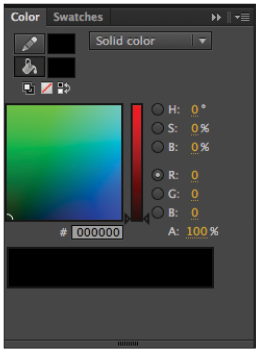 Color Swatches
Solid color
H: 0 °
S: 0 %
B: 0 %
R: 0
G: 0
B: 0
# 000000 A: 100 %